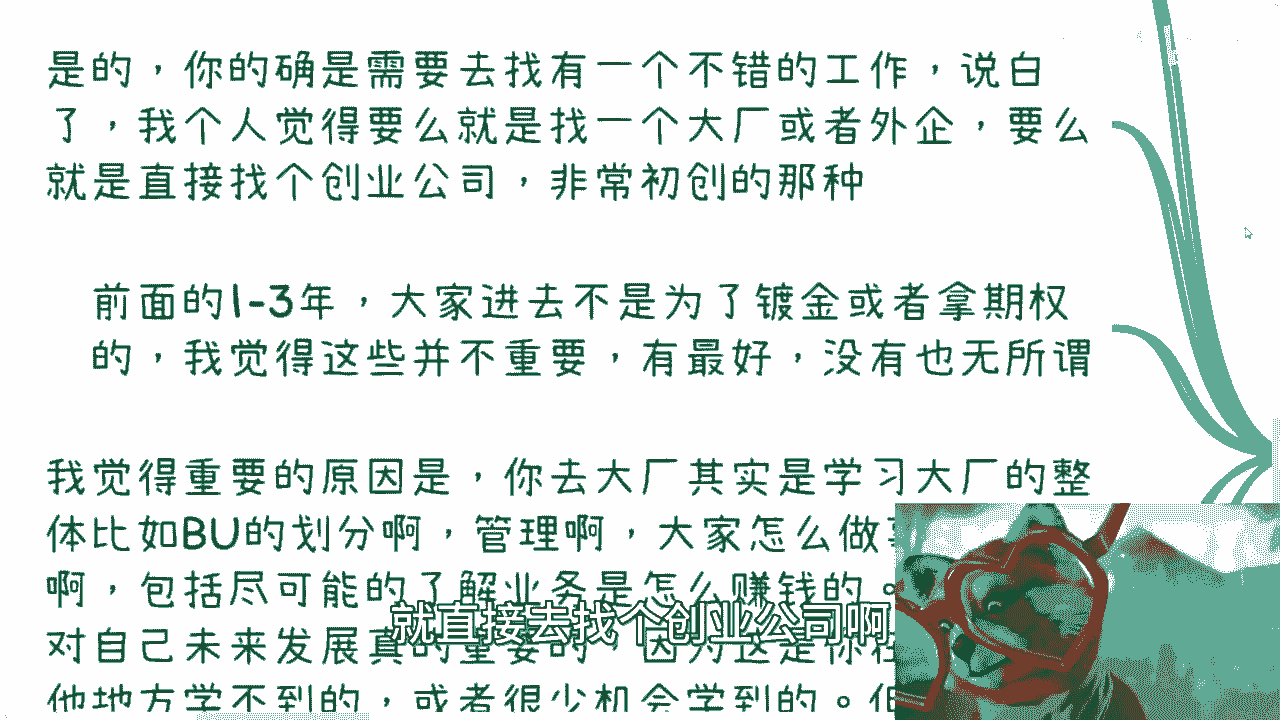 是的，你的确是需要去找有一个不错的工作，说白
了，我个人觉得要么就是找一个大厂或者外企，要么
就是直接找个创业公司，非常初创的那种
前面的1-3年，大家进去不是为了镀金或者拿期权
的，我觉得这些并不重要，有最好，没有也无所谓
我觉得重要的原因是，你去大厂其实是学习大厂的整
体比如BU的划分啊，管理啊，大家怎么做
啊，包括尽可能的了解业务是怎么赚钱的。
对自己未来发展真的重要的，因为这是你
他地方学不到的，或者很少机会学到的。
就直接去找个创业公司啊